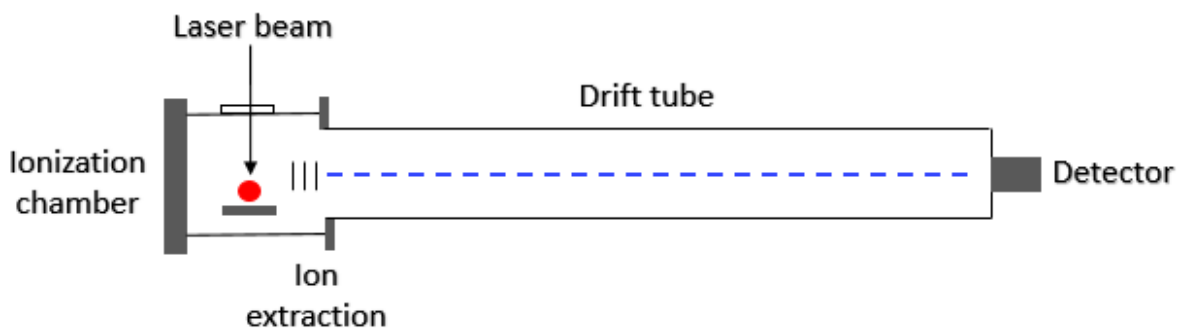 Laser beam
Drift tube
Ionization
chamber
Detector
Ion
extraction